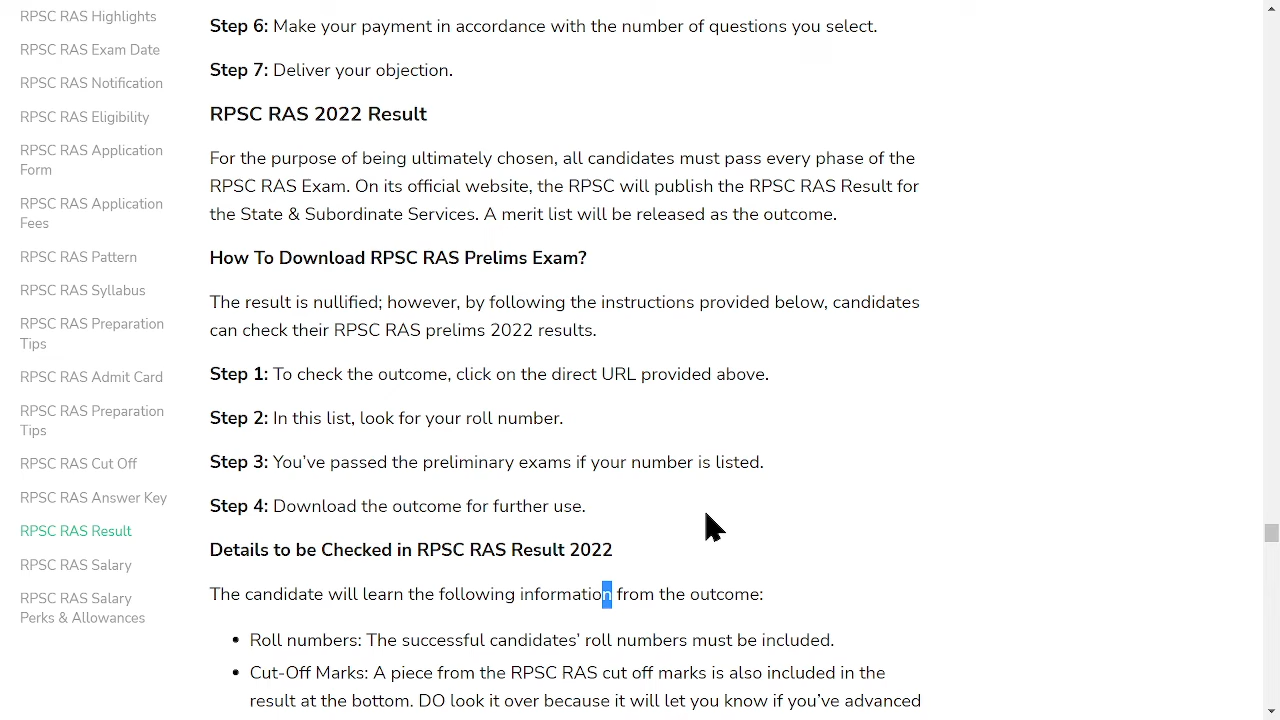 RPSC RAS Highlights
RPSC RAS Exam Date
RPSC RAS Notification
RPSC RAS Eligibility
RPSC RAS Application
Form
RPSC RAS Application
Fees
RPSC RAS Pattern
RPSC RAS Syllabus
RPSC RAS Preparation
Tips
RPSC RAS Admit Card
RPSC RAS Preparation
Tips
RPSC RAS Cut Off
RPSC RAS Answer Key
RPSC RAS Result
RPSC RAS Salary
RPSC RAS Salary
Perks & Allowances
Step 6: Make your payment in accordance with the number of questions you select.
Step 7: Deliver your objection.
RPSC RAS 2022 Result
For the purpose of being ultimately chosen, all candidates must pass every phase of the
RPSC RAS Exam. On its official website, the RPSC will publish the RPSC RAS Result for
the State & Subordinate Services. A merit list will be released as the outcome.
How To Download RPSC RAS Prelims Exam?
The result is nullified; however, by following the instructions provided below, candidates
can check their RPSC RAS prelims 2022 results.
Step 1: To check the outcome, click on the direct URL provided above.
Step 2: In this list, look for your roll number.
Step 3: You've passed the preliminary exams if your number is listed.
Step 4: Download the outcome for further use.
Details to be Checked in RPSC RAS Result 2022
The candidate will learn the following information from the outcome:
• Roll numbers: The successful candidates' roll numbers must be included.
• Cut-Off Marks: A piece from the RPSC RAS cut off marks is also included in the
result at the bottom. DO look it over because it will let you know if you've advanced